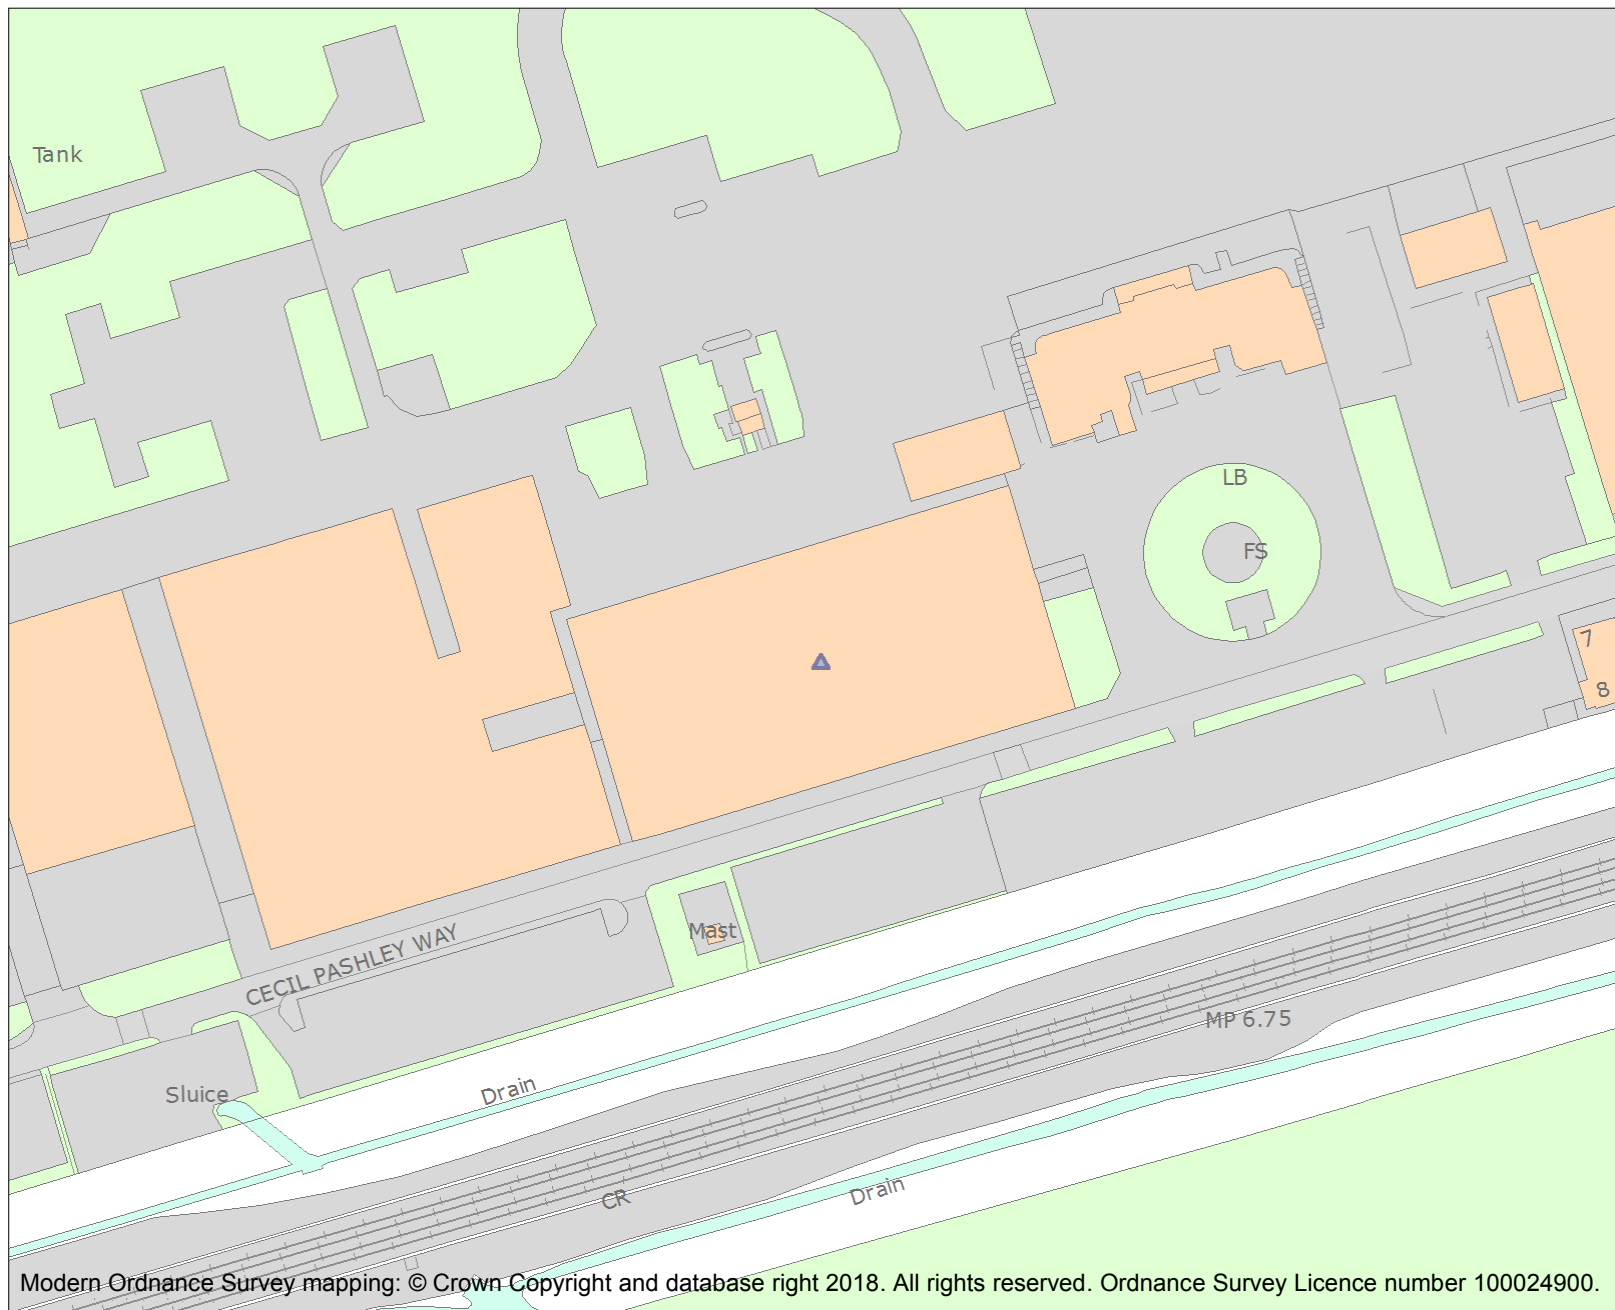 Tank
LB
FS
7
8
Mast
CECIL PASHLEY WAY
MP 6.75
Sluice
Drain
Drain
CR
Modern Ordnance Survey mapping: © Crown Copyright and database right 2018. All rights reserved. Ordnance Survey Licence number 100024900.